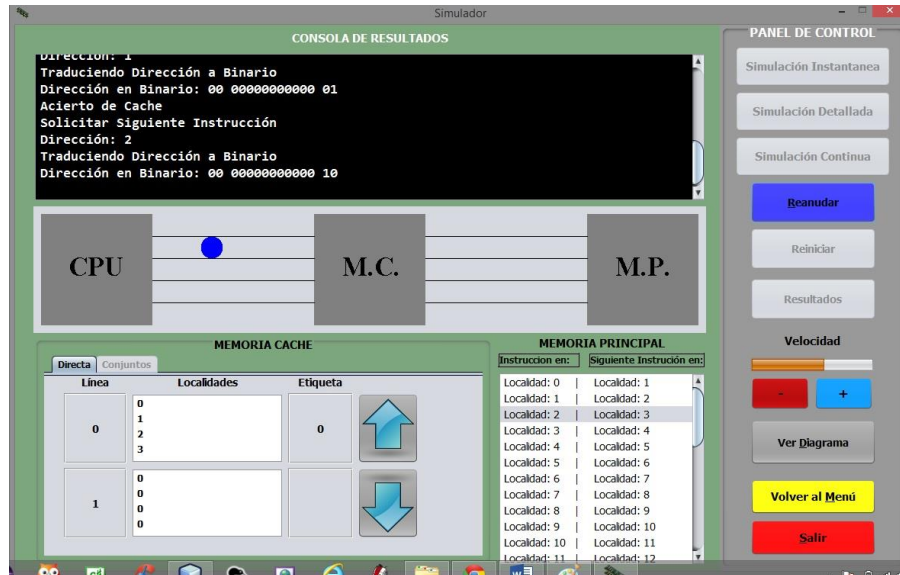 Simulador
CONSOLA DE RESULTADOS
Dirección: 1
Traduciendo Dirección a Binario
Dirección en Binario: 00 00000000000 01
Acierto de Cache
Solicitar Siguiente Instrucción
Dirección: 2
Traduciendo Dirección a Binario
Dirección en Binario: 00 00000000000 10
CPU
M.C.
M.P.
MEMORIA CACHE
Directa Conjuntos
Línea Localidades Etiqueta
0
0
1
2
3
0
1
0
0
0
0
MEMORIA PRINCIPAL
Instruccion en: Siguiente Instrución en:
Localidad: 0 | Localidad: 1
Localidad: 1 | Localidad: 2
Localidad: 2 | Localidad: 3
Localidad: 3 | Localidad: 4
Localidad: 4 | Localidad: 5
Localidad: 5 | Localidad: 6
Localidad: 6 | Localidad: 7
Localidad: 7 | Localidad: 8
Localidad: 8 | Localidad: 9
Localidad: 9 | Localidad: 10
Localidad: 10 | Localidad: 11
Localidad: 11 | Localidad: 12
PANEL DE CONTROL
Simulación Instantanea
Simulación Detallada
Simulación Continua
Reanudar
Reiniciar
Resultados
Velocidad
- +
Ver Diagrama
Volver al Menú
Salir